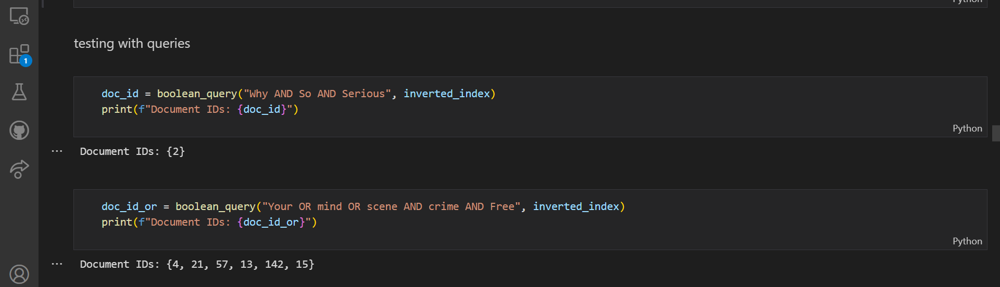 Python
testing with queries
1
doc_id = boolean_query("Why AND So AND Serious", inverted_index)
print(f"Document IDs: {doc_id}")
Python
... Document IDs: {2}
doc_id_or = boolean_query("Your OR mind OR scene AND crime AND Free", inverted_index)
print(f"Document IDs: {doc_id_or}")
Python
... Document IDs: {4, 21, 57, 13, 142, 15}